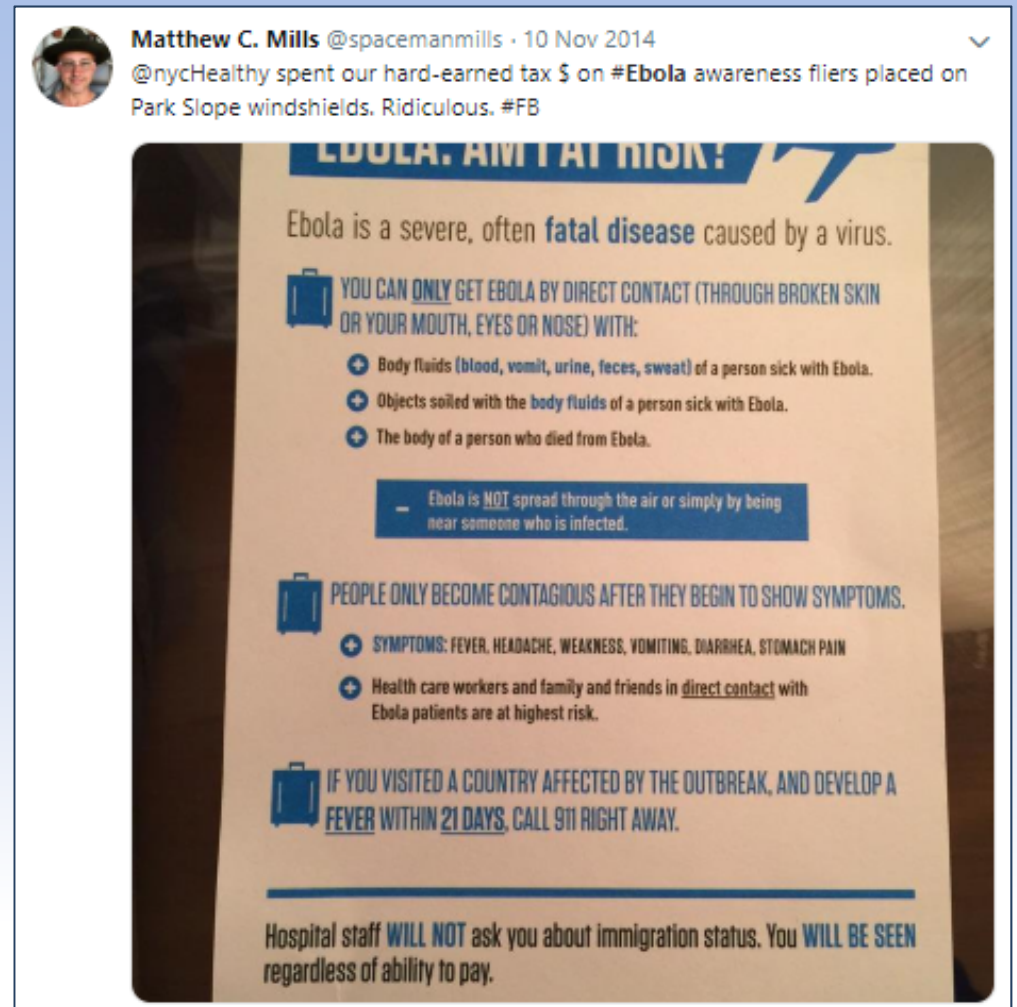 Matthew C. Mills @spacemanmills · 10 Nov 2014
@nycHealthy spent our hard-earned tax $ on #Ebola awareness fliers placed on
Park Slope windshields. Ridiculous. #FB
EBOLA: AM I AT RISK?
Ebola is a severe, often fatal disease caused by a virus.
YOU CAN ONLY GET EBOLA BY DIRECT CONTACT (THROUGH BROKEN SKIN
OR YOUR MOUTH, EYES OR NOSE) WITH:
Body fluids (blood, vomit, urine, feces, sweat) of a person sick with Ebola.
Objects soiled with the body fluids of a person sick with Ebola.
The body of a person who died from Ebola.
Ebola is NOT spread through the air or simply by being
near someone who is infected.
PEOPLE ONLY BECOME CONTAGIOUS AFTER THEY BEGIN TO SHOW SYMPTOMS.
SYMPTOMS: FEVER, HEADACHE, WEAKNESS, VOMITING, DIARRHEA, STOMACH PAIN
Health care workers and family and friends in direct contact with
Ebola patients are at highest risk.
IF YOU VISITED A COUNTRY AFFECTED BY THE OUTBREAK, AND DEVELOP A
FEVER WITHIN 21 DAYS, CALL 911 RIGHT AWAY.
Hospital staff WILL NOT ask you about immigration status. You WILL BE SEEN
regardless of ability to pay.